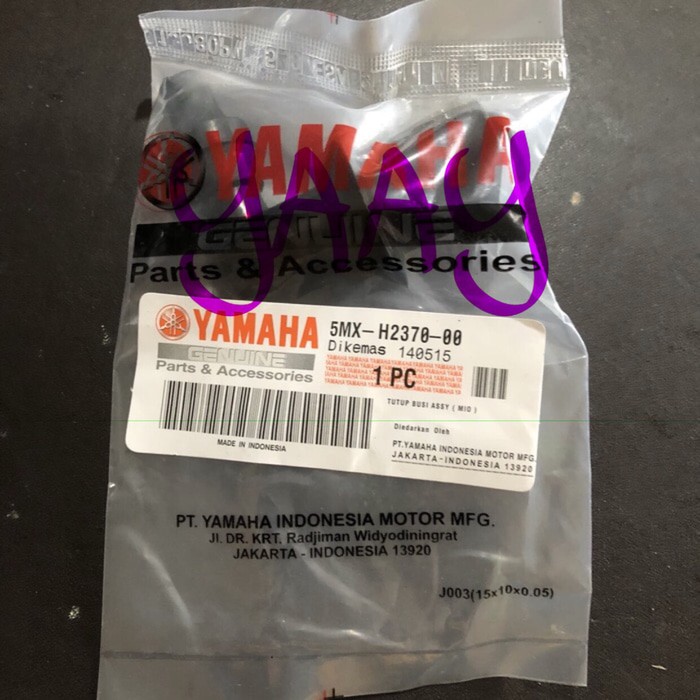 YAMAHA
GENUINE
Parts & Accessories
YAAY
YAMAHA
GENUINE
Parts & Accessories
5MX-H2370-00
Dikemas 140515
1 PC
TUTUP BUSI ASSY ( MID )
Diedarkan Oleh
PT.YAMAHA INDONESIA MOTOR MFG.
JAKARTA-INDONESIA 13920
MADE IN INDONESIA
PT. YAMAHA INDONESIA MOTOR MFG.
Jl. DR. KRT. Radjiman Widyodiningrat
JAKARTA - INDONESIA 13920
J003(15x10x0.05)